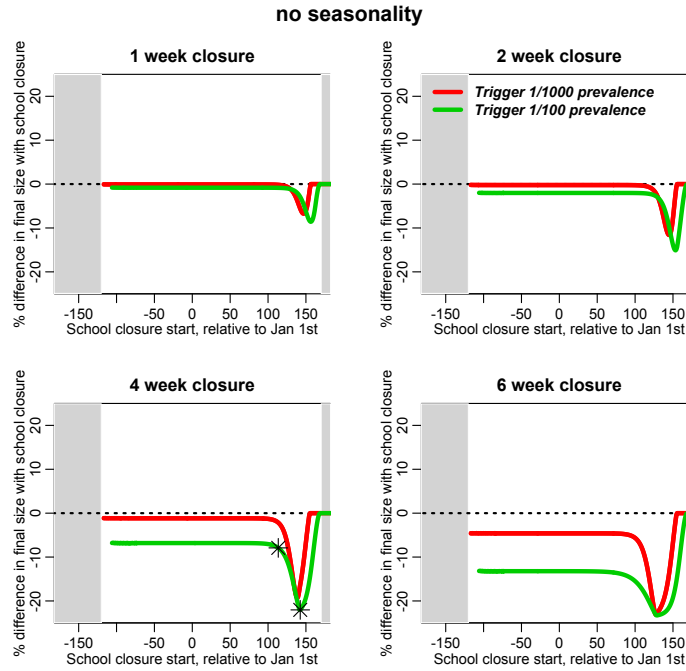 no seasonality
1 week closure
% difference in final size with school closure
20
10
0
-10
-20
-150
-50
0
50
100
150
School closure start, relative to Jan 1st
2 week closure
Trigger 1/1000 prevalence
Trigger 1/100 prevalence
% difference in final size with school closure
20
10
0
-10
-20
-150
-50
0
50
100
150
School closure start, relative to Jan 1st
4 week closure
% difference in final size with school closure
20
10
0
-10
-20
-150
-50
0
50
100
150
School closure start, relative to Jan 1st
6 week closure
% difference in final size with school closure
20
10
0
-10
-20
-150
-50
0
50
100
150
School closure start, relative to Jan 1st